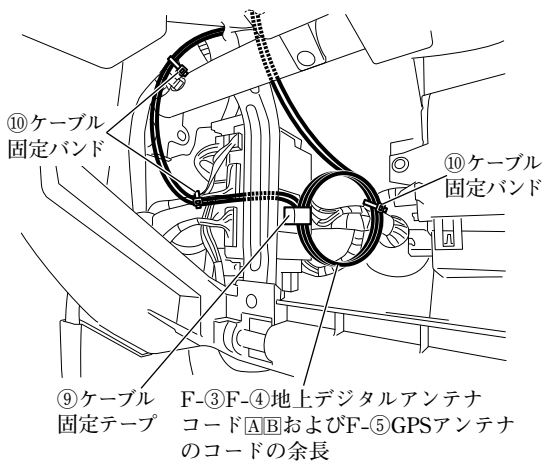 ⑩ケーブル
固定バンド
⑩ケーブル
固定バンド
⑨ケーブル
固定テープ
F-③F-④地上デジタルアンテナ
コード🄰🄱およびF-⑤GPSアンテナ
のコードの余長